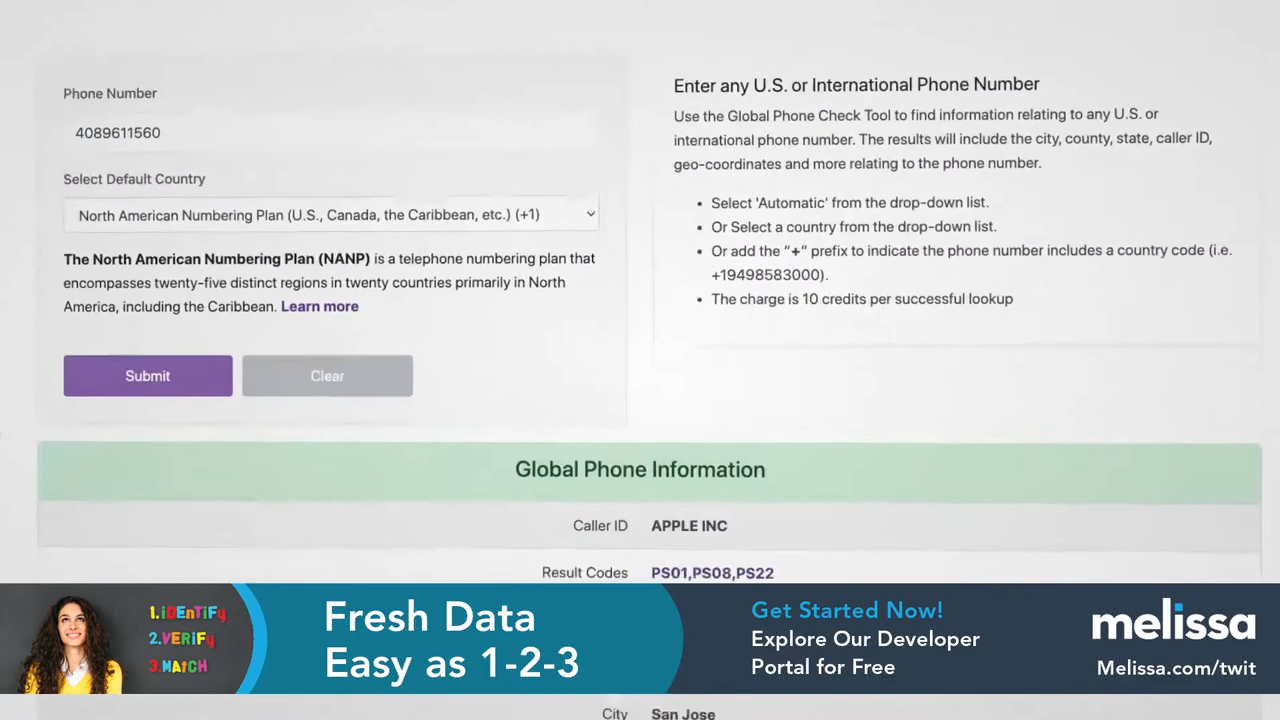 Phone Number
4089611560
Select Default Country
North American Numbering Plan (U.S., Canada, the Caribbean, etc.) (+1)
The North American Numbering Plan (NANP) is a telephone numbering plan that
encompasses twenty-five distinct regions in twenty countries primarily in North
America, including the Caribbean. Learn more
Submit
Clear
Enter any U.S. or International Phone Number
Use the Global Phone Check Tool to find information relating to any U.S. or
international phone number. The results will include the city, county, state, caller ID,
geo-coordinates and more relating to the phone number.
• Select 'Automatic' from the drop-down list.
• Or Select a country from the drop-down list.
• Or add the “+” prefix to indicate the phone number includes a country code (i.e.
+19498583000).
• The charge is 10 credits per successful lookup
Global Phone Information
Caller ID APPLE INC
Result Codes PS01,PS08,PS22
1.iDEnTiFy
2.VERiFy
3.MAtCH
Fresh Data
Easy as 1-2-3
Get Started Now!
Explore Our Developer
Portal for Free
melissa
Melissa.com/twit
City San Jose